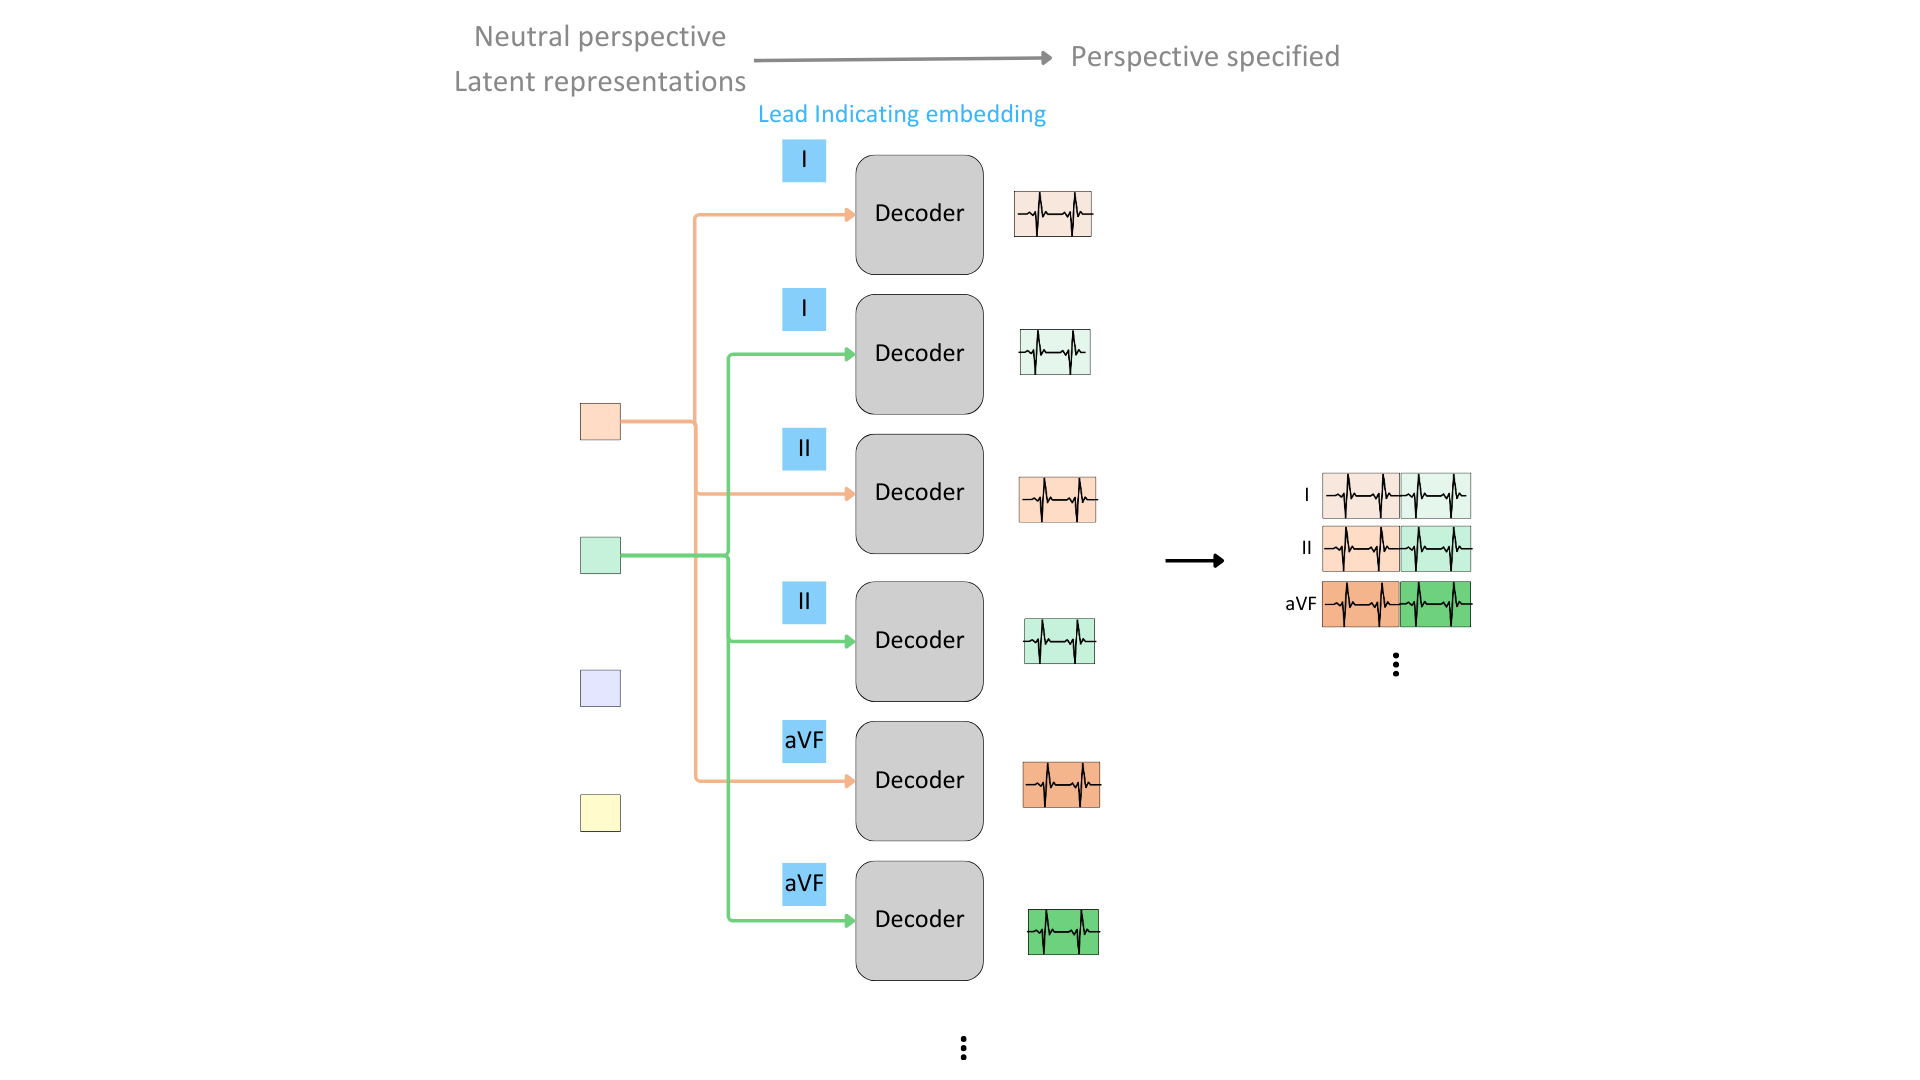 Neutral perspective
Latent representations
Perspective specified
Lead Indicating embedding
I
Decoder
I
Decoder
II
Decoder
II
Decoder
aVF
Decoder
aVF
Decoder
I
II
aVF